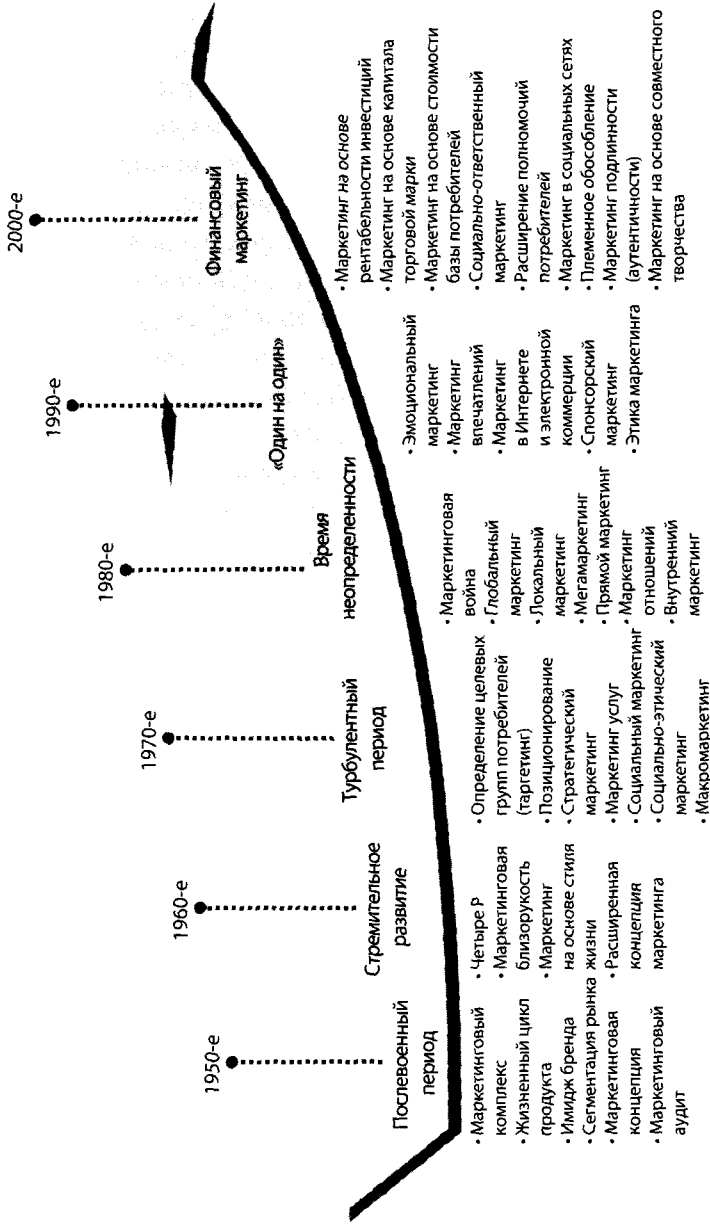 1950-е
Послевоенный
период
• Маркетинговый
комплекс
• Жизненный цикл
продукта
• Имидж бренда
• Сегментация рынка
• Маркетинговая
концепция
• Маркетинговый
аудит
1960-е
Стремительное
развитие
• Четыре P
• Маркетинговая
близорукость
• Маркетинг
на основе стиля
жизни
• Расширенная
концепция
маркетинга
1970-е
Турбулентный
период
• Определение целевых
групп потребителей
(таргетинг)
• Позиционирование
• Стратегический
маркетинг
• Маркетинг услуг
• Социальный маркетинг
• Социально-этический
маркетинг
• Макромаркетинг
1980-е
Время
неопределенности
• Маркетинговая
война
• Глобальный
маркетинг
• Локальный
маркетинг
• Мегамаркетинг
• Прямой маркетинг
• Маркетинг
отношений
• Внутренний
маркетинг
1990-е
«Один на один»
• Эмоциональный
маркетинг
• Маркетинг
впечатлений
• Маркетинг
в Интернете
и электронной
коммерции
• Спонсорский
маркетинг
• Этика маркетинга
2000-е
Финансовый
маркетинг
• Маркетинг на основе
рентабельности инвестиций
• Маркетинг на основе капитала
торговой марки
• Маркетинг на основе стоимости
базы потребителей
• Социально-ответственный
маркетинг
• Расширение полномочий
потребителей
• Маркетинг в социальных сетях
• Племенное обособление
• Маркетинг подлинности
(аутентичности)
• Маркетинг на основе совместного
творчества